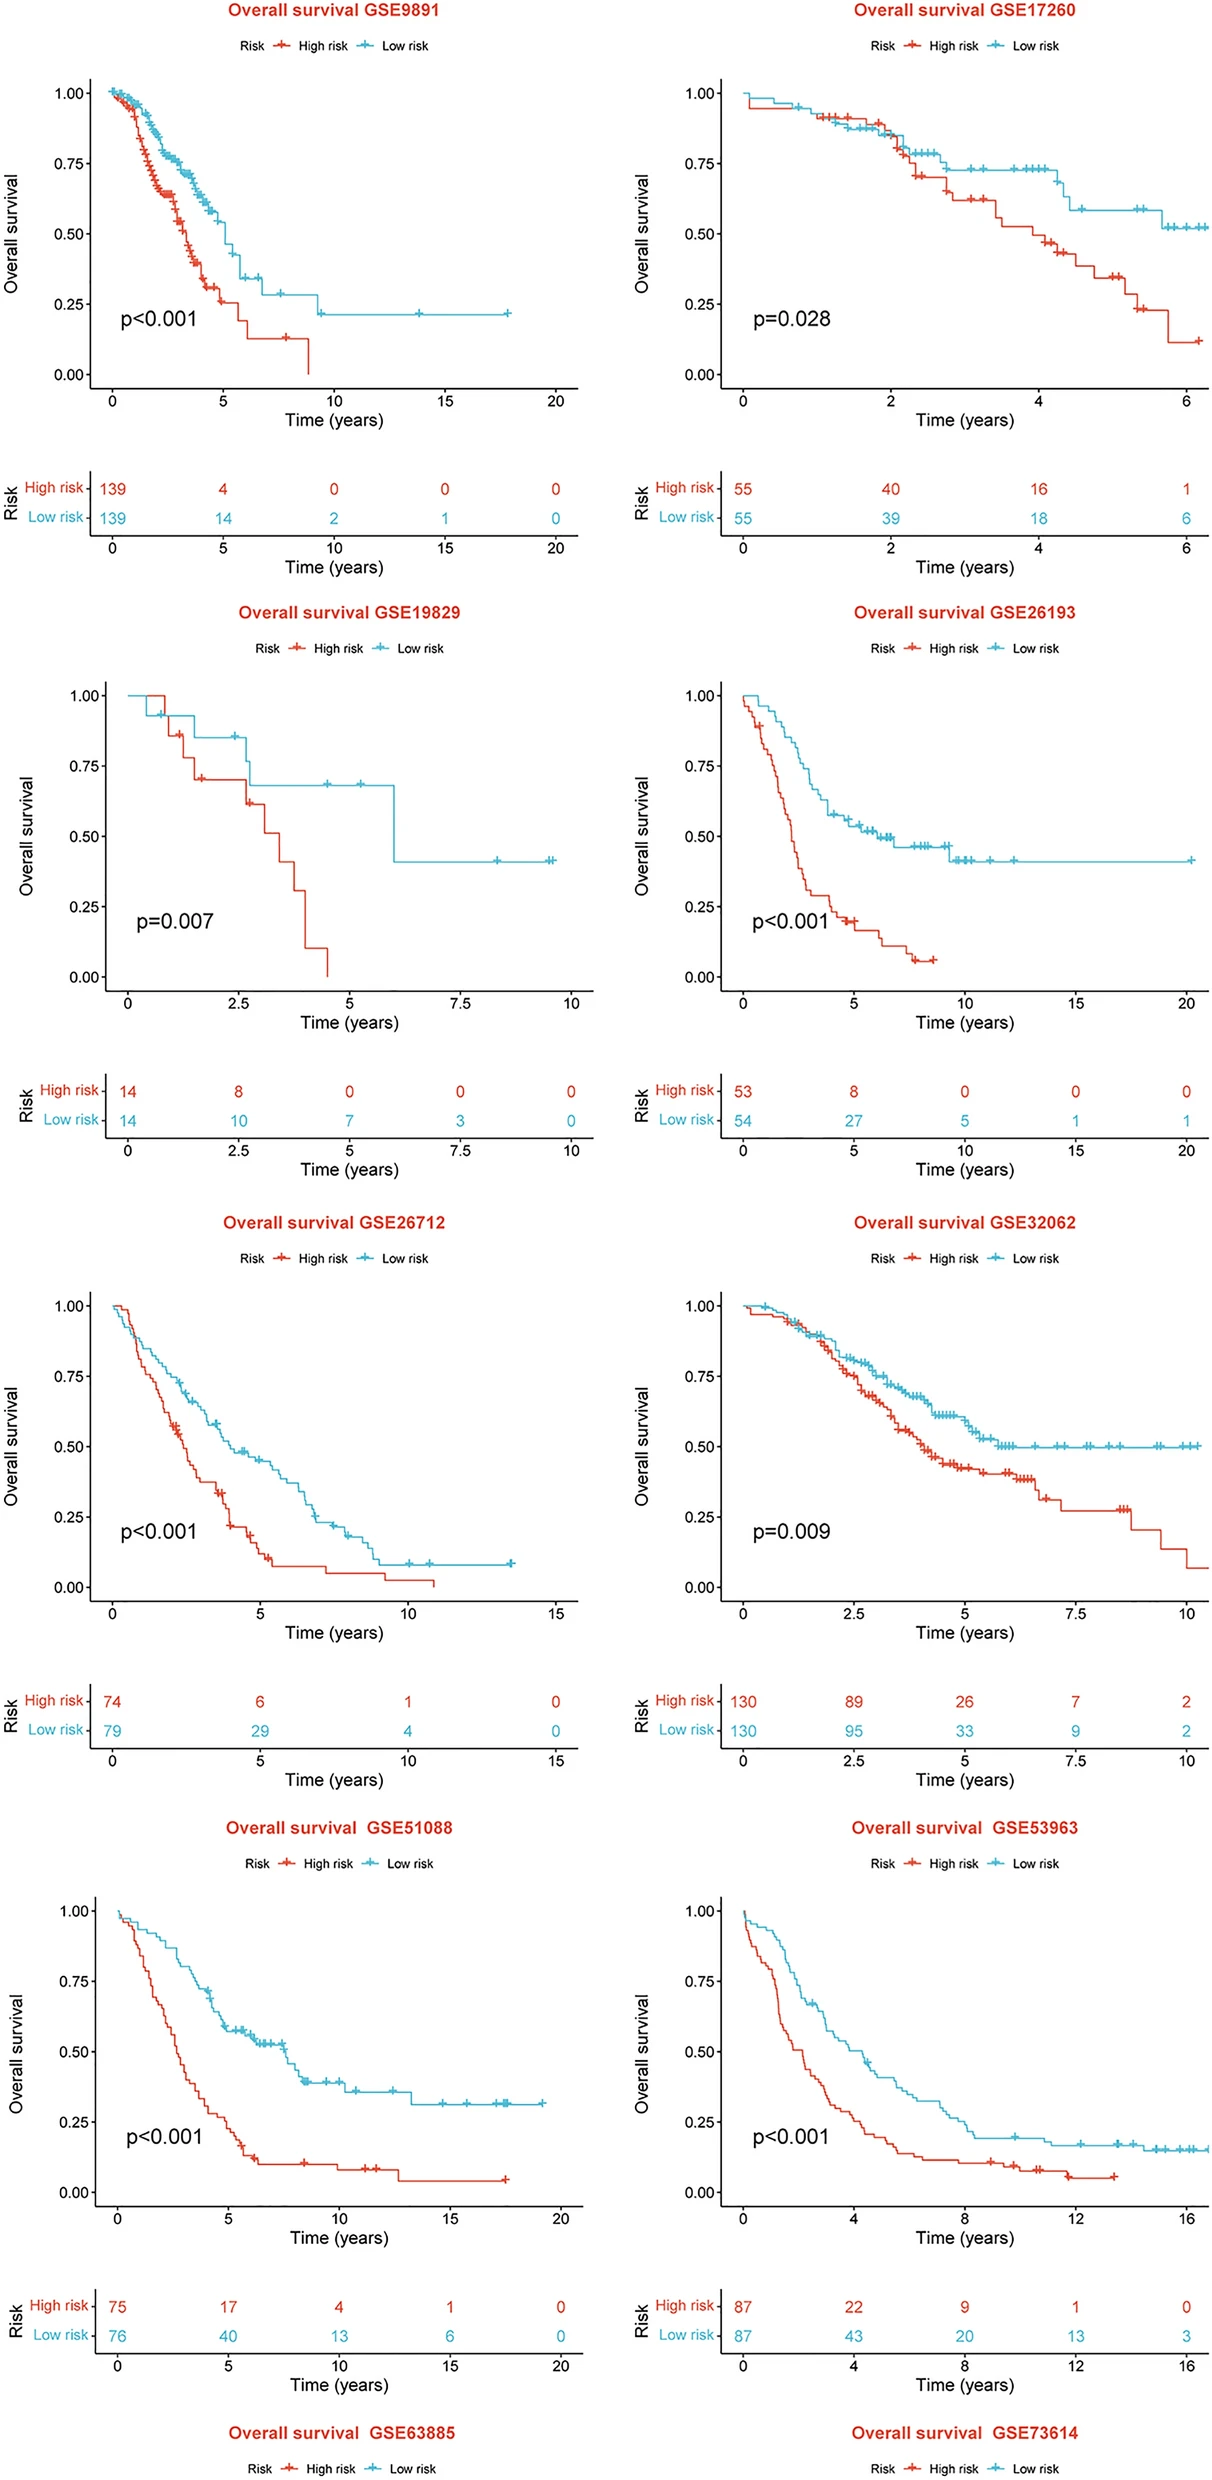 Overall survival GSE9891
Risk High risk Low risk
Overall survival
1.00
0.75
0.50
0.25
0.00
p<0.001
0 5 10 15 20
Time (years)
Risk
High risk 139 4 0 0 0
Low risk 139 14 2 1 0
0 5 10 15 20
Time (years)
Overall survival GSE17260
Risk High risk Low risk
Overall survival
1.00
0.75
0.50
0.25
0.00
p=0.028
0 2 4 6
Time (years)
Risk
High risk 55 40 16 1
Low risk 55 39 18 6
0 2 4 6
Time (years)
Overall survival GSE19829
Risk High risk Low risk
Overall survival
1.00
0.75
0.50
0.25
0.00
p=0.007
0 2.5 5 7.5 10
Time (years)
Risk
High risk 14 8 0 0 0
Low risk 14 10 7 3 0
0 2.5 5 7.5 10
Time (years)
Overall survival GSE26193
Risk High risk Low risk
Overall survival
1.00
0.75
0.50
0.25
0.00
p<0.001
0 5 10 15 20
Time (years)
Risk
High risk 53 8 0 0 0
Low risk 54 27 5 1 1
0 5 10 15 20
Time (years)
Overall survival GSE26712
Risk High risk Low risk
Overall survival
1.00
0.75
0.50
0.25
0.00
p<0.001
0 5 10 15
Time (years)
Risk
High risk 74 6 1 0
Low risk 79 29 4 0
0 5 10 15
Time (years)
Overall survival GSE32062
Risk High risk Low risk
Overall survival
1.00
0.75
0.50
0.25
0.00
p=0.009
0 2.5 5 7.5 10
Time (years)
Risk
High risk 130 89 26 7 2
Low risk 130 95 33 9 2
0 2.5 5 7.5 10
Time (years)
Overall survival GSE51088
Risk High risk Low risk
Overall survival
1.00
0.75
0.50
0.25
0.00
p<0.001
0 5 10 15 20
Time (years)
Risk
High risk 75 17 4 1 0
Low risk 76 40 13 6 0
0 5 10 15 20
Time (years)
Overall survival GSE53963
Risk High risk Low risk
Overall survival
1.00
0.75
0.50
0.25
0.00
p<0.001
0 4 8 12 16
Time (years)
Risk
High risk 87 22 9 1 0
Low risk 87 43 20 13 3
0 4 8 12 16
Time (years)
Overall survival GSE63885
Risk High risk Low risk
Overall survival GSE73614
Risk High risk Low risk